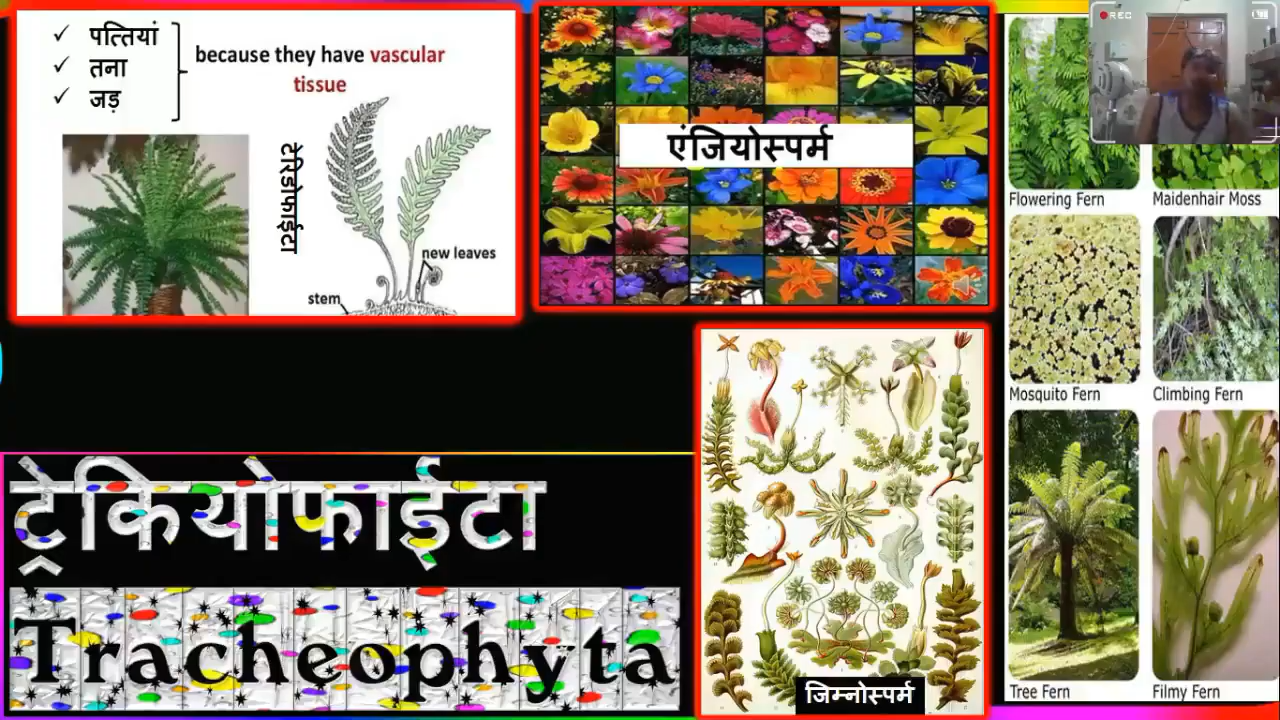 ✓ पत्तियां
✓ तना
✓ जड़
because they have vascular
tissue
टेरिडोफाईटा
new leaves
stem
एंजियोस्पर्म
REC
Flowering Fern
Maidenhair Moss
Mosquito Fern
Climbing Fern
Tree Fern
Filmy Fern
ट्रेकियोफाईटा
Tracheophyta
जिम्नोस्पर्म